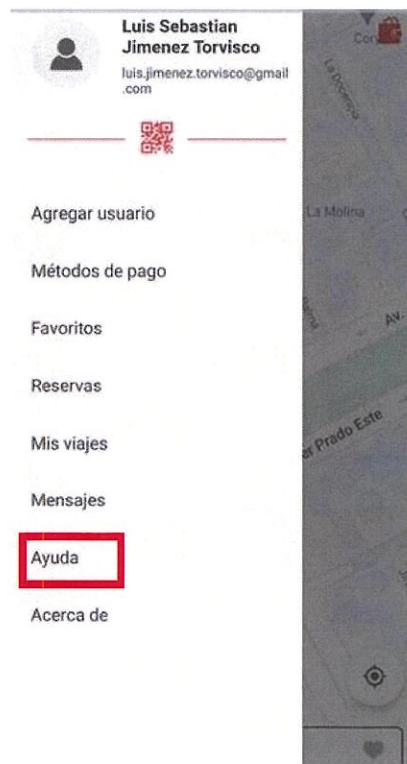 Luis Sebastian
Jimenez Torvisco
luis.jimenez.torvisco@gmail
.com
Agregar usuario
Métodos de pago
Favoritos
Reservas
Mis viajes
Mensajes
Ayuda
Acerca de
La Molina
Av.
Prado Este